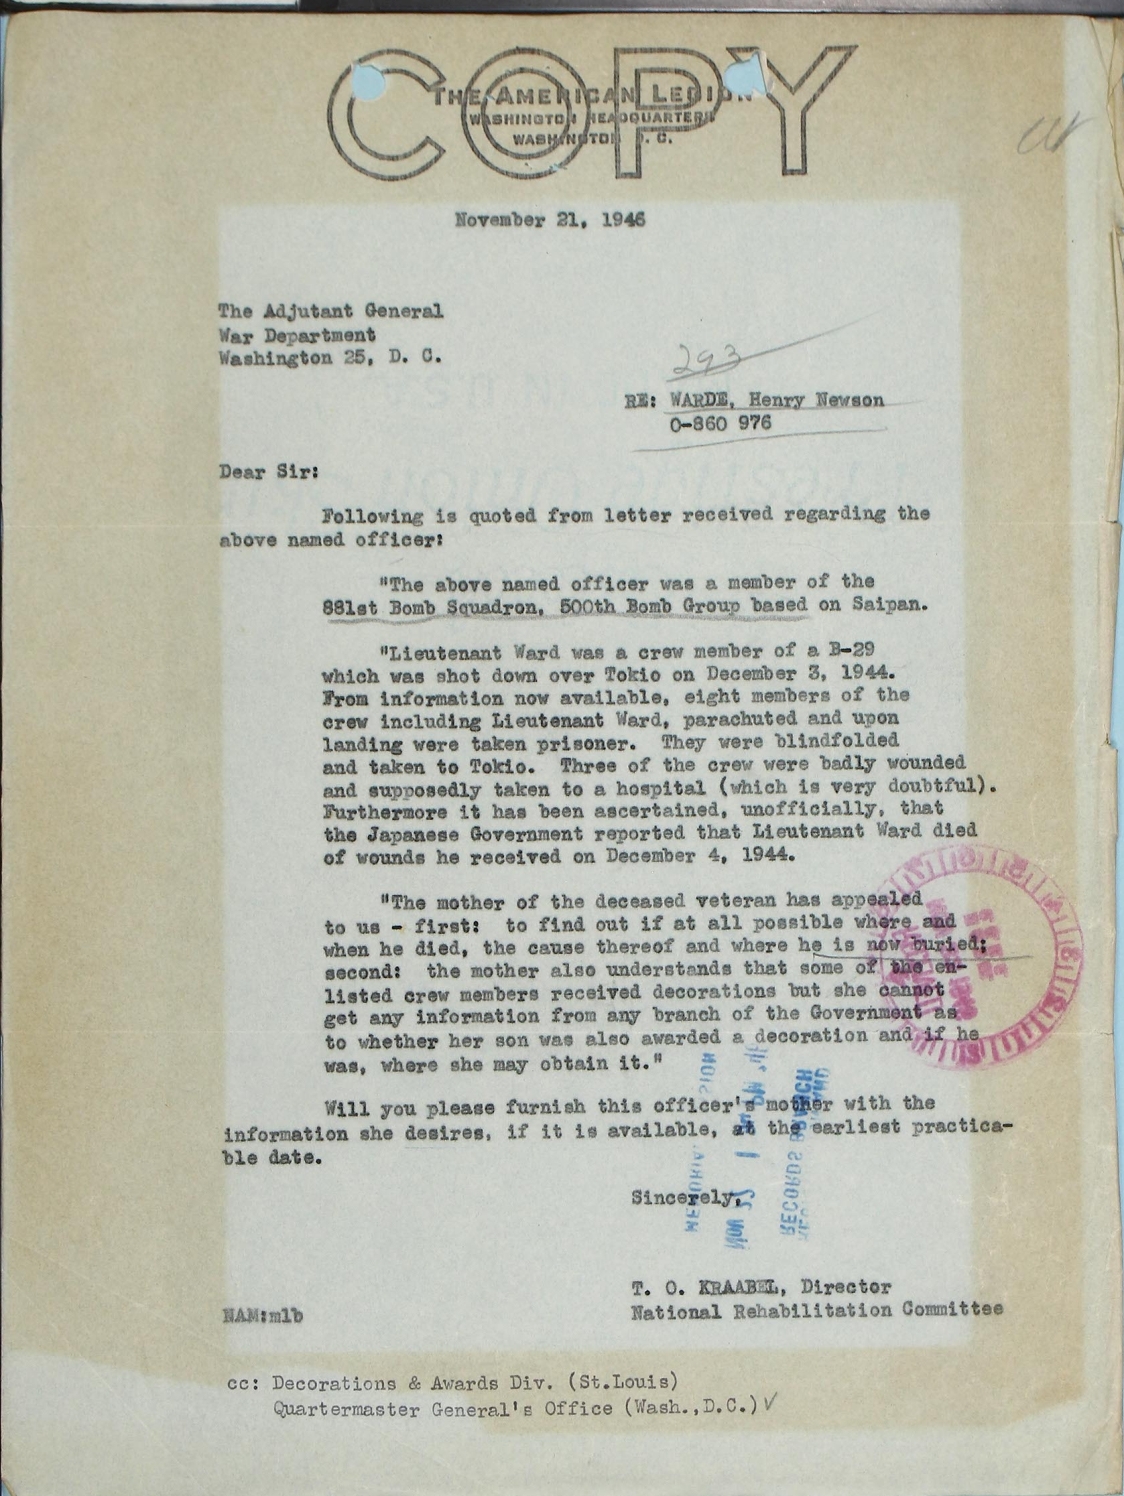 COPY
THE AMERICAN LEGION
WASHINGTON HEADQUARTERS
WASHINGTON D. C.
November 21, 1946
The Adjutant General
War Department
Washington 25, D. C.
293
RE: WARDE, Henry Newson
O-860 976
Dear Sir:
Following is quoted from letter received regarding the
above named officer:
"The above named officer was a member of the
881st Bomb Squadron, 500th Bomb Group based on Saipan.
"Lieutenant Ward was a crew member of a B-29
which was shot down over Tokio on December 3, 1944.
From information now available, eight members of the
crew including Lieutenant Ward, parachuted and upon
landing were taken prisoner. They were blindfolded
and taken to Tokio. Three of the crew were badly wounded
and supposedly taken to a hospital (which is very doubtful).
Furthermore it has been ascertained, unofficially, that
the Japanese Government reported that Lieutenant Ward died
of wounds he received on December 4, 1944.
"The mother of the deceased veteran has appealed
to us - first: to find out if at all possible where and
when he died, the cause thereof and where he is now buried;
second: the mother also understands that some of the en-
listed crew members received decorations but she cannot
get any information from any branch of the Government as
to whether her son was also awarded a decoration and if he
was, where she may obtain it."
Will you please furnish this officer's mother with the
information she desires, if it is available, at the earliest practica-
ble date.
Sincerely,
T. O. KRAABEL, Director
National Rehabilitation Committee
NAM:mlb
cc: Decorations & Awards Div. (St.Louis)
Quartermaster General's Office (Wash.,D.C.)
RECORDS BRANCH